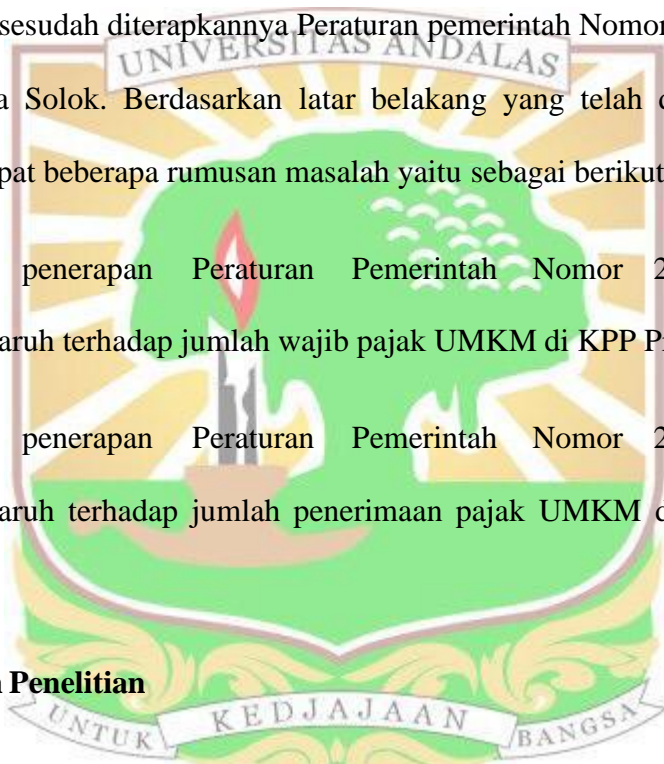 sesudah diterapkannya Peraturan pemerintah Nomor
UNIVERSITAS ANDALAS
a Solok. Berdasarkan latar belakang yang telah d
pat beberapa rumusan masalah yaitu sebagai berikut
penerapan Peraturan Pemerintah Nomor 2
aruh terhadap jumlah wajib pajak UMKM di KPP Pr
penerapan Peraturan Pemerintah Nomor 2
aruh terhadap jumlah penerimaan pajak UMKM d
n Penelitian
UNTUK KEDJAJAAN BANGSA